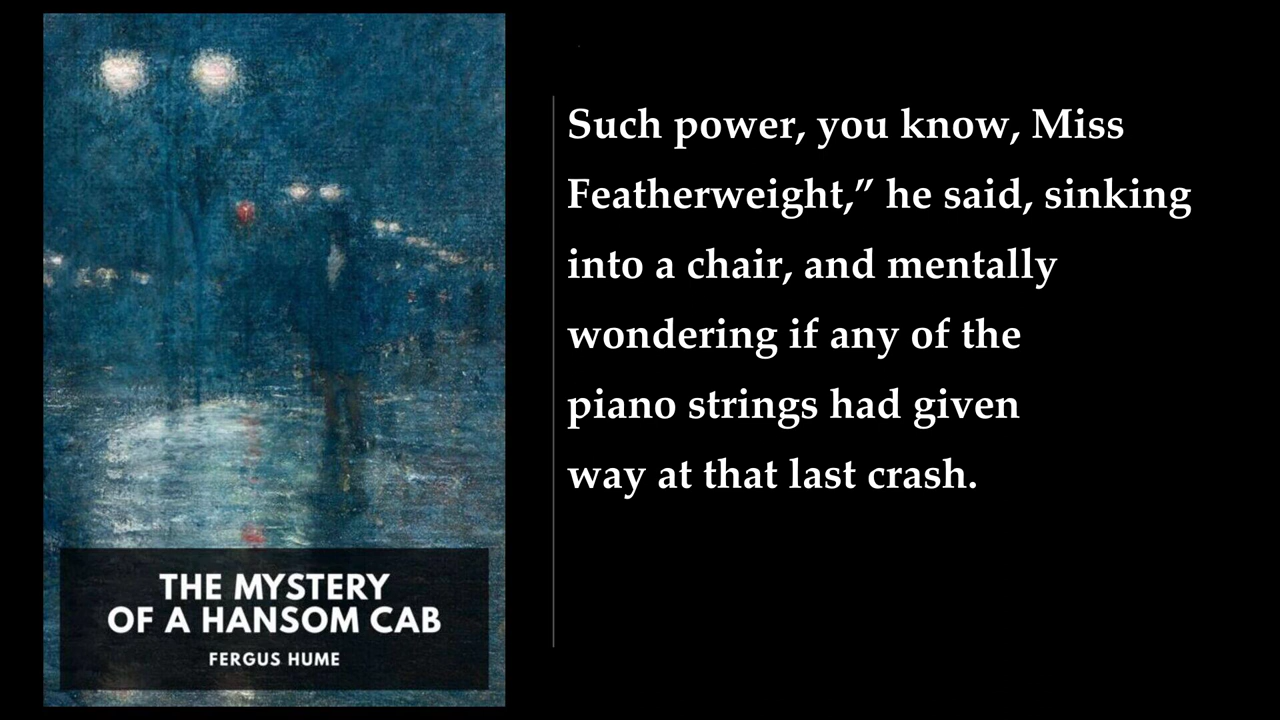 Such power, you know, Miss
Featherweight,” he said, sinking
into a chair, and mentally
wondering if any of the
piano strings had given
way at that last crash.
THE MYSTERY
OF A HANSOM CAB
FERGUS HUME